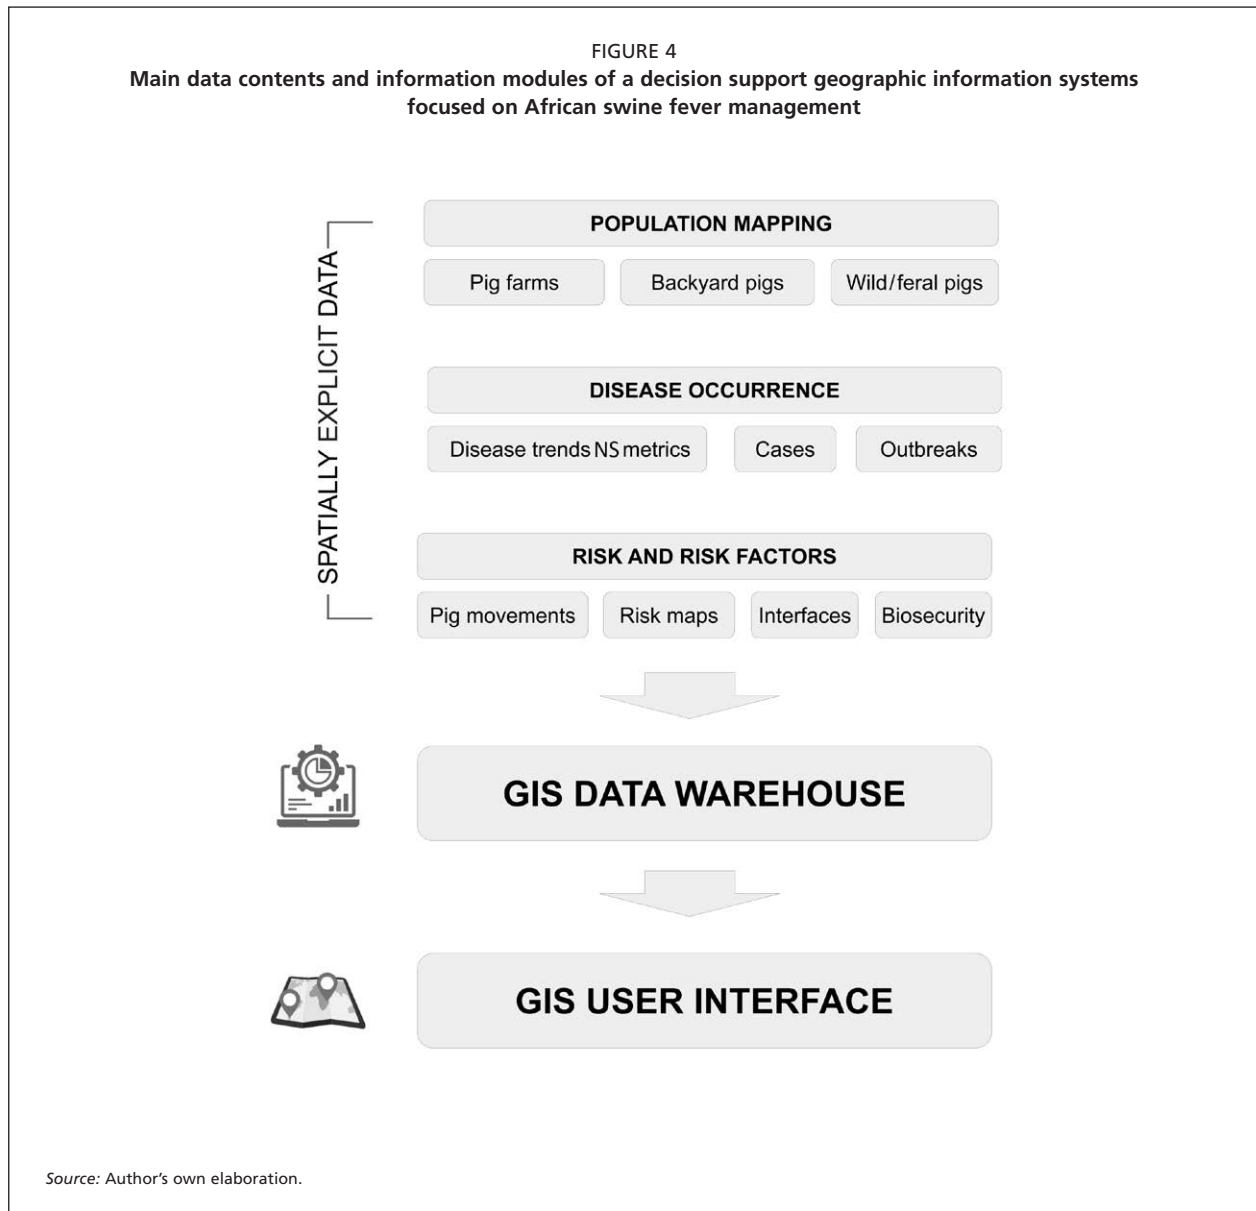 FIGURE 4
Main data contents and information modules of a decision support geographic information systems
focused on African swine fever management
SPATIALLY EXPLICIT DATA
POPULATION MAPPING
Pig farms Backyard pigs Wild/feral pigs
DISEASE OCCURRENCE
Disease trends NS metrics Cases Outbreaks
RISK AND RISK FACTORS
Pig movements Risk maps Interfaces Biosecurity
GIS DATA WAREHOUSE
GIS USER INTERFACE
Source: Author's own elaboration.